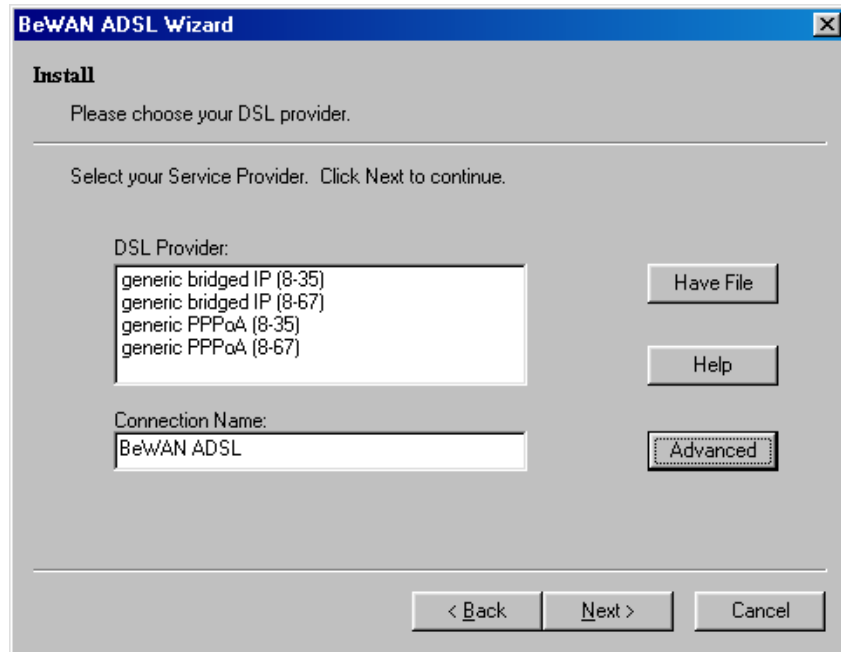 BeWAN ADSL Wizard
Install
Please choose your DSL provider.
Select your Service Provider.  Click Next to continue.
DSL Provider:
generic bridged IP (8-35)
generic bridged IP (8-67)
generic PPPoA (8-35)
generic PPPoA (8-67)
Have File
Help
Connection Name:
BeWAN ADSL
Advanced
< Back
Next >
Cancel